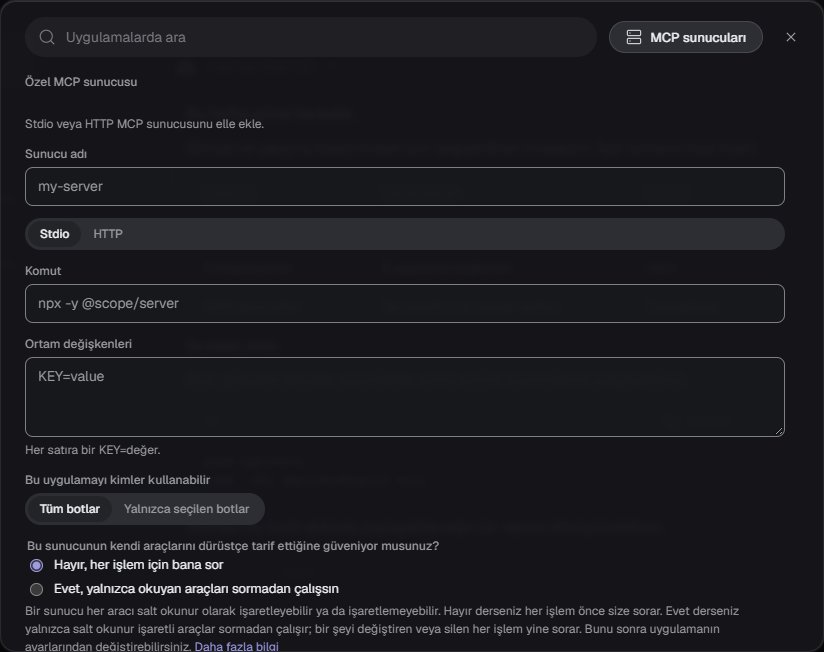 Uygulamalarda ara
MCP sunucuları
Özel MCP sunucusu
Stdio veya HTTP MCP sunucusunu elle ekle.
Sunucu adı
my-server
Stdio HTTP
Komut
npx -y @scope/server
Ortam değişkenleri
KEY=value
Her satıra bir KEY=değer.
Bu uygulamayı kimler kullanabilir
Tüm botlar Yalnızca seçilen botlar
Bu sunucunun kendi araçlarını dürüstçe tarif ettiğine güveniyor musunuz?
Hayır, her işlem için bana sor
Evet, yalnızca okuyan araçları sormadan çalışsın
Bir sunucu her aracı salt okunur olarak işaretleyebilir ya da işaretlemeyebilir. Hayır derseniz her işlem önce size sorar. Evet derseniz
yalnızca salt okunur işaretli araçlar sormadan çalışır; bir şeyi değiştiren veya silen her işlem yine sorar. Bunu sonra uygulamanın
ayarlarından değiştirebilirsiniz. Daha fazla bilgi